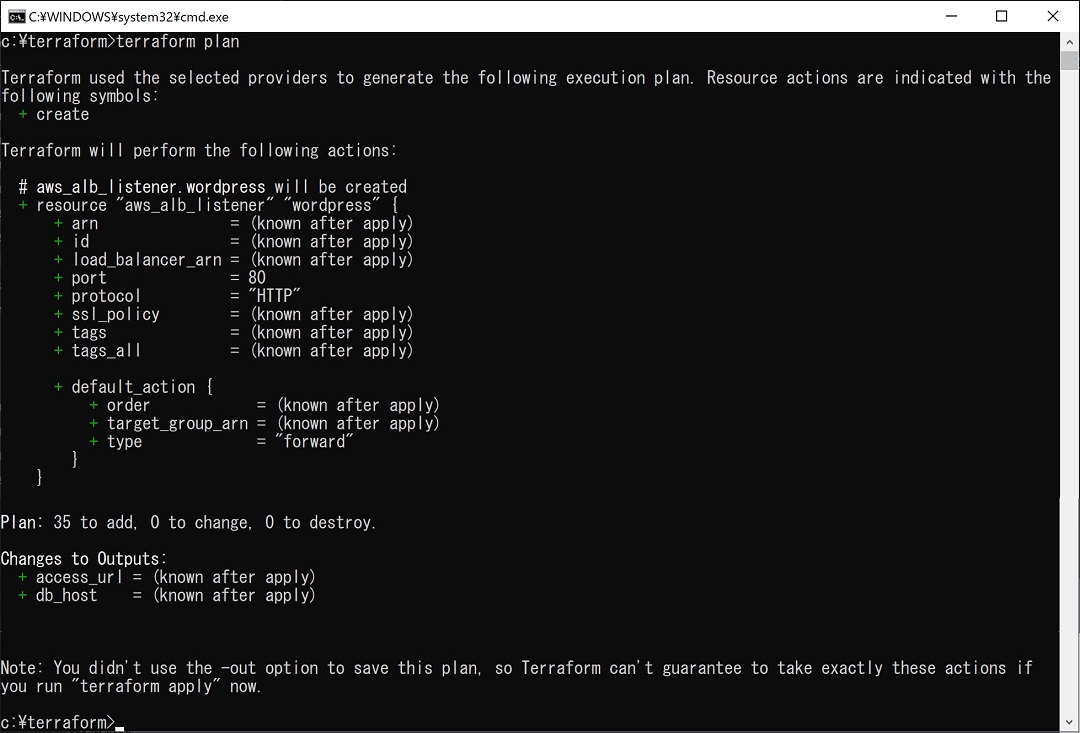 C:¥WINDOWS¥system32¥cmd.exe
c:¥terraform>terraform plan
Terraform used the selected providers to generate the following execution plan. Resource actions are indicated with the
following symbols:
  + create
Terraform will perform the following actions:
  # aws_alb_listener.wordpress will be created
  + resource "aws_alb_listener" "wordpress" {
      + arn               = (known after apply)
      + id                = (known after apply)
      + load_balancer_arn = (known after apply)
      + port              = 80
      + protocol          = "HTTP"
      + ssl_policy        = (known after apply)
      + tags              = (known after apply)
      + tags_all          = (known after apply)
      + default_action {
          + order            = (known after apply)
          + target_group_arn = (known after apply)
          + type             = "forward"
        }
    }
Plan: 35 to add, 0 to change, 0 to destroy.
Changes to Outputs:
  + access_url = (known after apply)
  + db_host    = (known after apply)
Note: You didn't use the -out option to save this plan, so Terraform can't guarantee to take exactly these actions if
you run "terraform apply" now.
c:¥terraform>